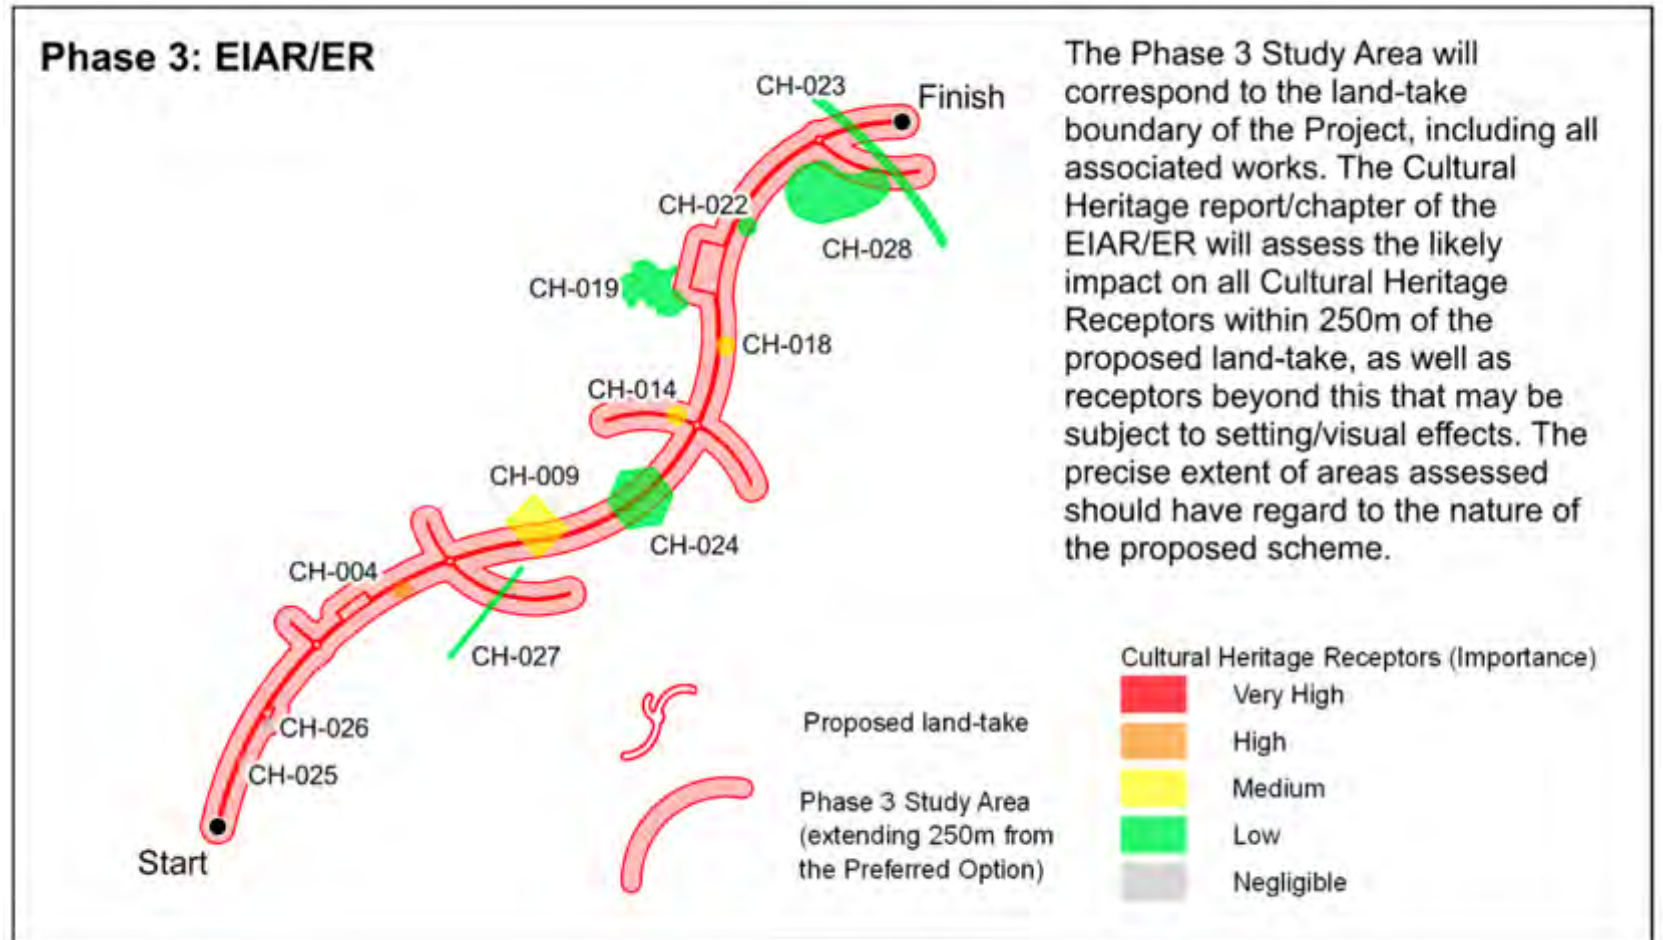 Phase 3: EIAR/ER
The Phase 3 Study Area will
correspond to the land-take
boundary of the Project, including all
associated works. The Cultural
Heritage report/chapter of the
EIAR/ER will assess the likely
impact on all Cultural Heritage
Receptors within 250m of the
proposed land-take, as well as
receptors beyond this that may be
subject to setting/visual effects. The
precise extent of areas assessed
should have regard to the nature of
the proposed scheme.
CH-023
Finish
CH-022
CH-028
CH-019
CH-018
CH-014
CH-009
CH-024
CH-004
CH-027
CH-026
CH-025
Start
Proposed land-take
Phase 3 Study Area
(extending 250m from
the Preferred Option)
Cultural Heritage Receptors (Importance)
Very High
High
Medium
Low
Negligible